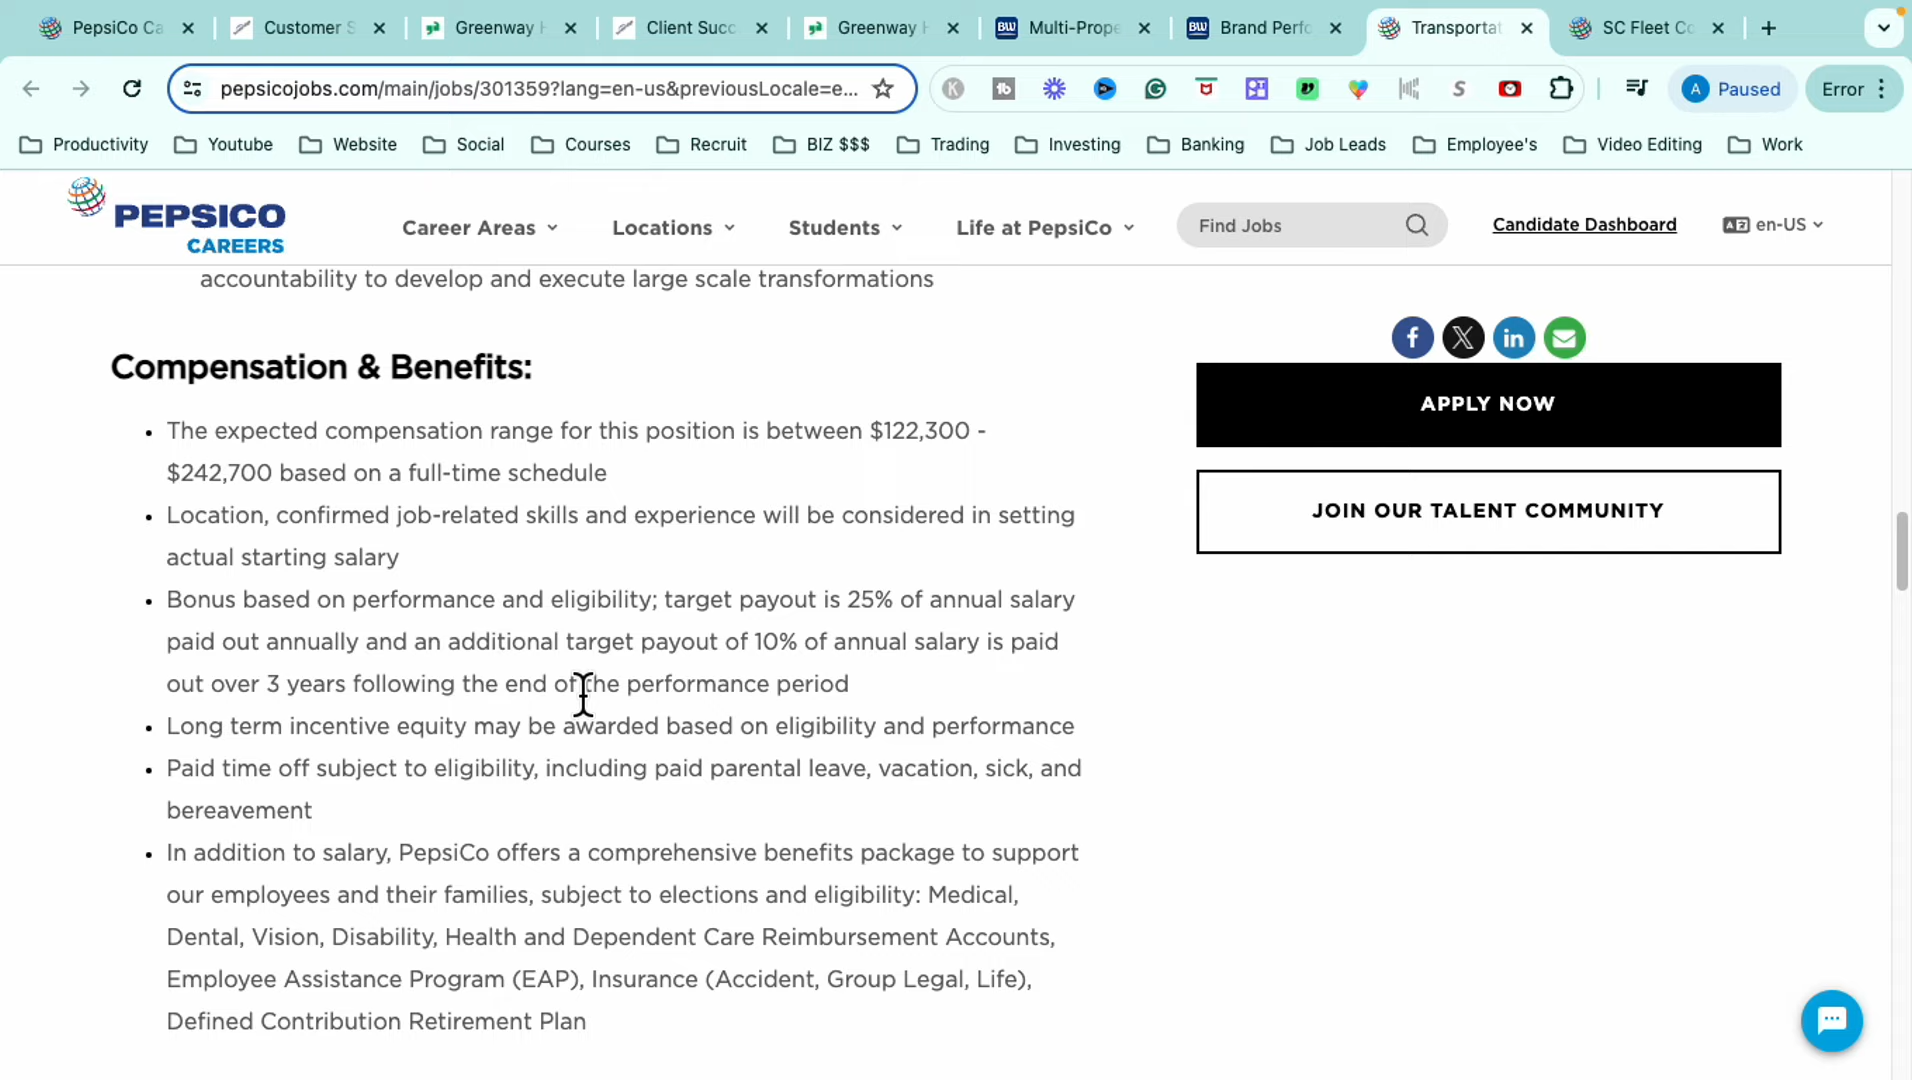 PepsiCo Ca
Customer S
Greenway H
Client Succ
Greenway H
Multi-Prope
Brand Perfo
Transportat
SC Fleet Co
pepsicojobs.com/main/jobs/301359?lang=en-us&previousLocale=e...
A Paused
Error
Productivity
Youtube
Website
Social
Courses
Recruit
BIZ $$$
Trading
Investing
Banking
Job Leads
Employee's
Video Editing
Work
PEPSICO
CAREERS
Career Areas
Locations
Students
Life at PepsiCo
Find Jobs
Candidate Dashboard
en-US
accountability to develop and execute large scale transformations
Compensation & Benefits:
• The expected compensation range for this position is between $122,300 -
$242,700 based on a full-time schedule
• Location, confirmed job-related skills and experience will be considered in setting
actual starting salary
• Bonus based on performance and eligibility; target payout is 25% of annual salary
paid out annually and an additional target payout of 10% of annual salary is paid
out over 3 years following the end of the performance period
• Long term incentive equity may be awarded based on eligibility and performance
• Paid time off subject to eligibility, including paid parental leave, vacation, sick, and
bereavement
• In addition to salary, PepsiCo offers a comprehensive benefits package to support
our employees and their families, subject to elections and eligibility: Medical,
Dental, Vision, Disability, Health and Dependent Care Reimbursement Accounts,
Employee Assistance Program (EAP), Insurance (Accident, Group Legal, Life),
Defined Contribution Retirement Plan
APPLY NOW
JOIN OUR TALENT COMMUNITY